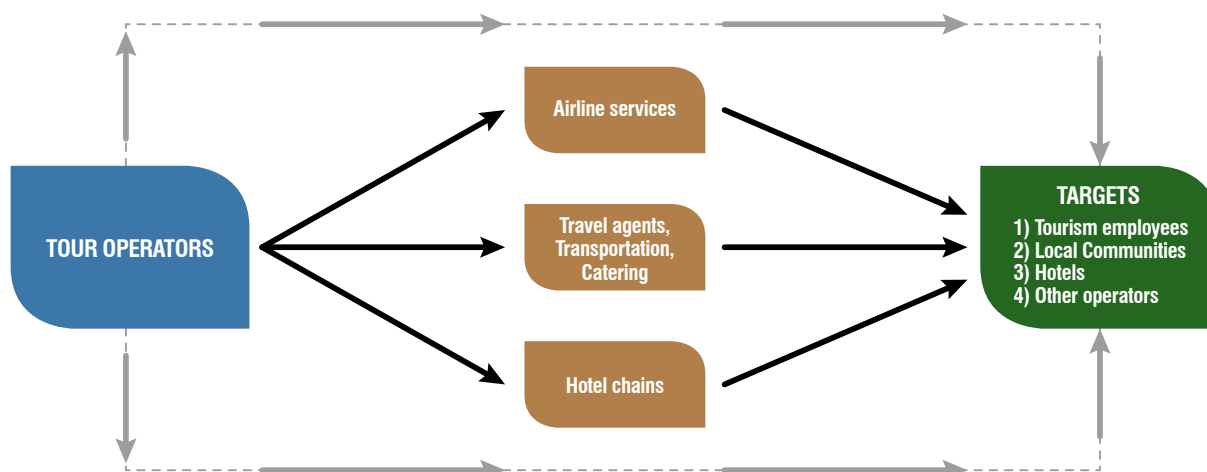 Airline services
TOUR OPERATORS
Travel agents,
Transportation,
Catering
Hotel chains
TARGETS
1) Tourism employees
2) Local Communities
3) Hotels
4) Other operators